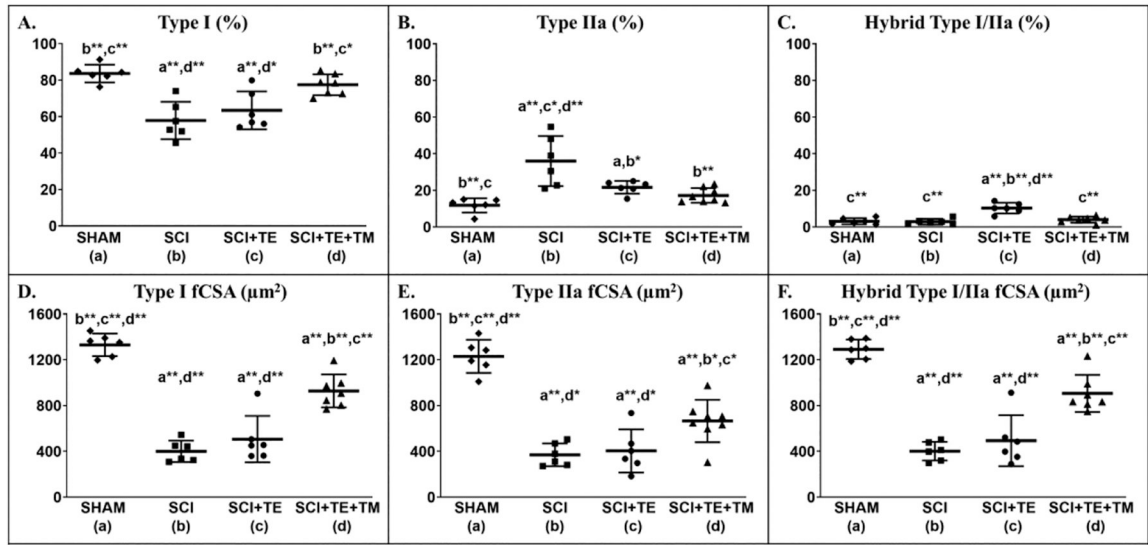 A. Type I (%)
100
80
60
40
20
0
b**,c**
a**,d**
a**,d*
b**,c*
SHAM SCI SCI+TE SCI+TE+TM
(a) (b) (c) (d)
B. Type IIa (%)
100
80
60
40
20
0
b**,c
a**,c*,d**
a,b*
b**
SHAM SCI SCI+TE SCI+TE+TM
(a) (b) (c) (d)
C. Hybrid Type I/IIa (%)
100
80
60
40
20
0
c**
c**
a**,b**,d**
c**
SHAM SCI SCI+TE SCI+TE+TM
(a) (b) (c) (d)
D. Type I fCSA (µm²)
1600
1200
800
400
0
b**,c**,d**
a**,d**
a**,d**
a**,b**,c**
SHAM SCI SCI+TE SCI+TE+TM
(a) (b) (c) (d)
E. Type IIa fCSA (µm²)
1600
1200
800
400
0
b**,c**,d**
a**,d*
a**,d*
a**,b*,c*
SHAM SCI SCI+TE SCI+TE+TM
(a) (b) (c) (d)
F. Hybrid Type I/IIa fCSA (µm²)
1600
1200
800
400
0
b**,c**,d**
a**,d**
a**,d**
a**,b**,c**
SHAM SCI SCI+TE SCI+TE+TM
(a) (b) (c) (d)